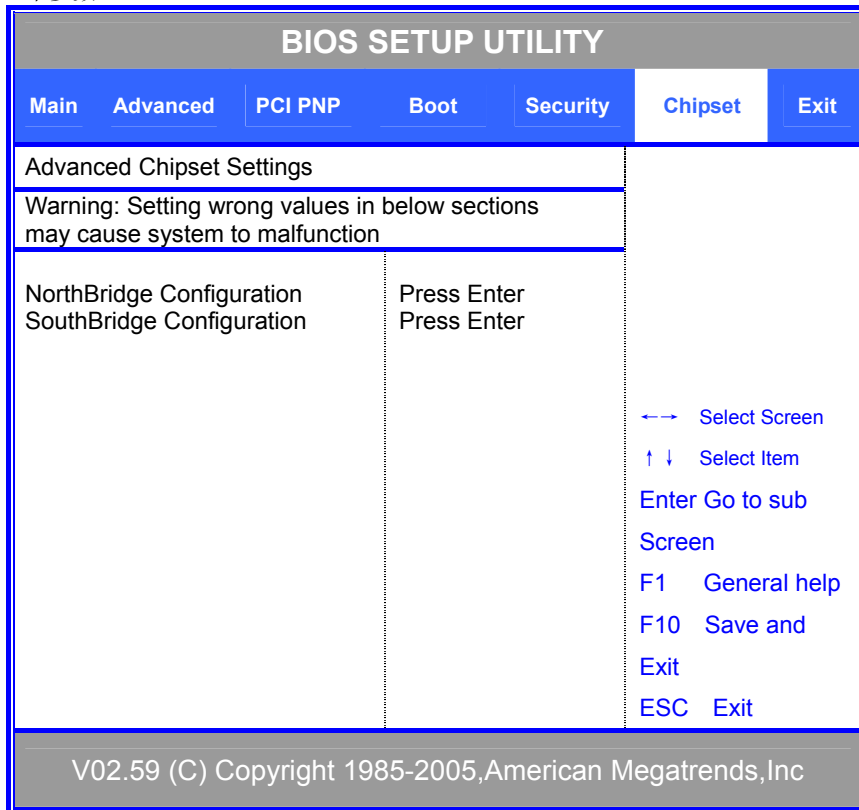 BIOS SETUP UTILITY
Main Advanced PCI PNP Boot Security Chipset Exit
Advanced Chipset Settings
Warning: Setting wrong values in below sections
may cause system to malfunction
NorthBridge Configuration Press Enter
SouthBridge Configuration Press Enter
←→ Select Screen
↑↓ Select Item
Enter Go to sub
Screen
F1 General help
F10 Save and
Exit
ESC Exit
V02.59 (C) Copyright 1985-2005,American Megatrends,Inc